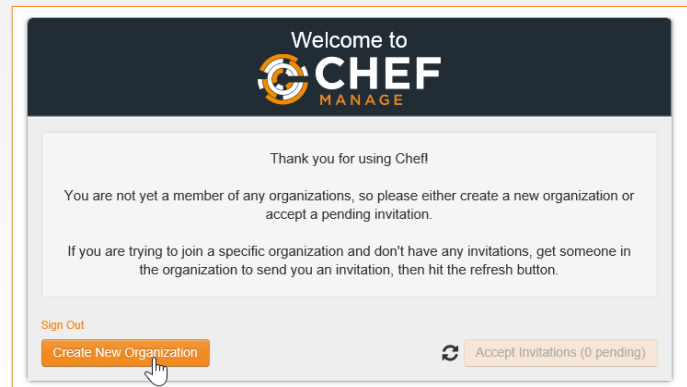 Welcome to
CHEF
MANAGE
Thank you for using Chef!
You are not yet a member of any organizations, so please either create a new organization or
accept a pending invitation.
If you are trying to join a specific organization and don't have any invitations, get someone in
the organization to send you an invitation, then hit the refresh button.
Sign Out
Create New Organization
Accept Invitations (0 pending)